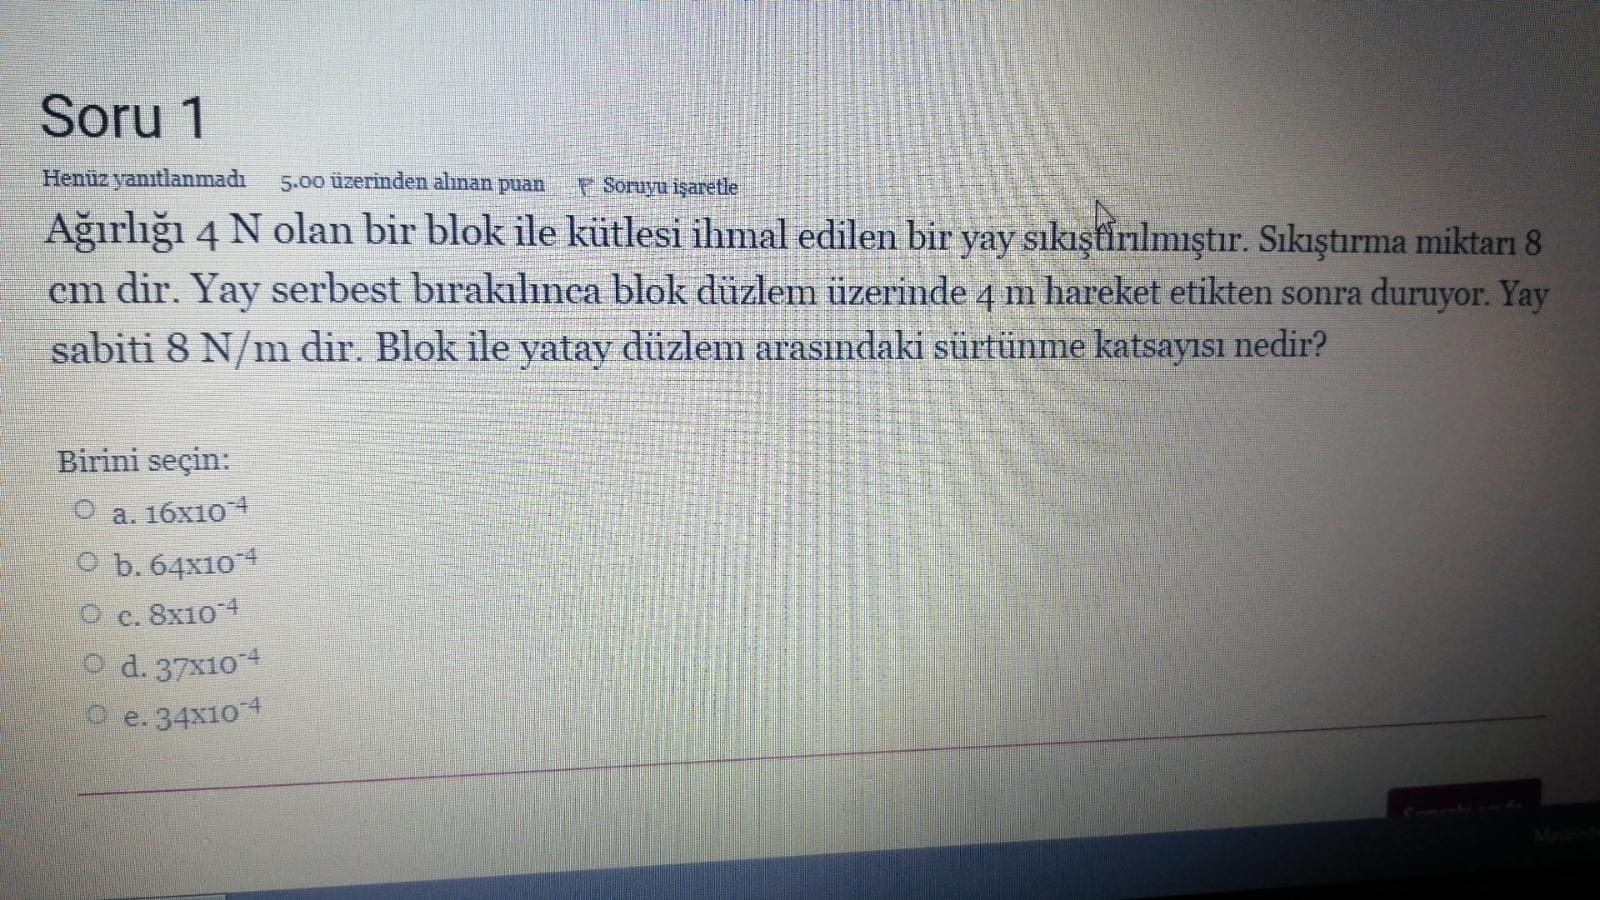 Soru 1
Henüz yanıtlanmadı 5.00 üzerinden alınan puan Soruyu işaretle
Ağırlığı 4 N olan bir blok ile kütlesi ihmal edilen bir yay sıkıştırılmıştır. Sıkıştırma miktarı 8
cm dir. Yay serbest bırakılınca blok düzlem üzerinde 4 m hareket etikten sonra duruyor. Yay
sabiti 8 N/m dir. Blok ile yatay düzlem arasındaki sürtünme katsayısı nedir?
Birini seçin:
a. 16x10⁻⁴
b. 64x10⁻⁴
c. 8x10⁻⁴
d. 37x10⁻⁴
e. 34x10⁻⁴